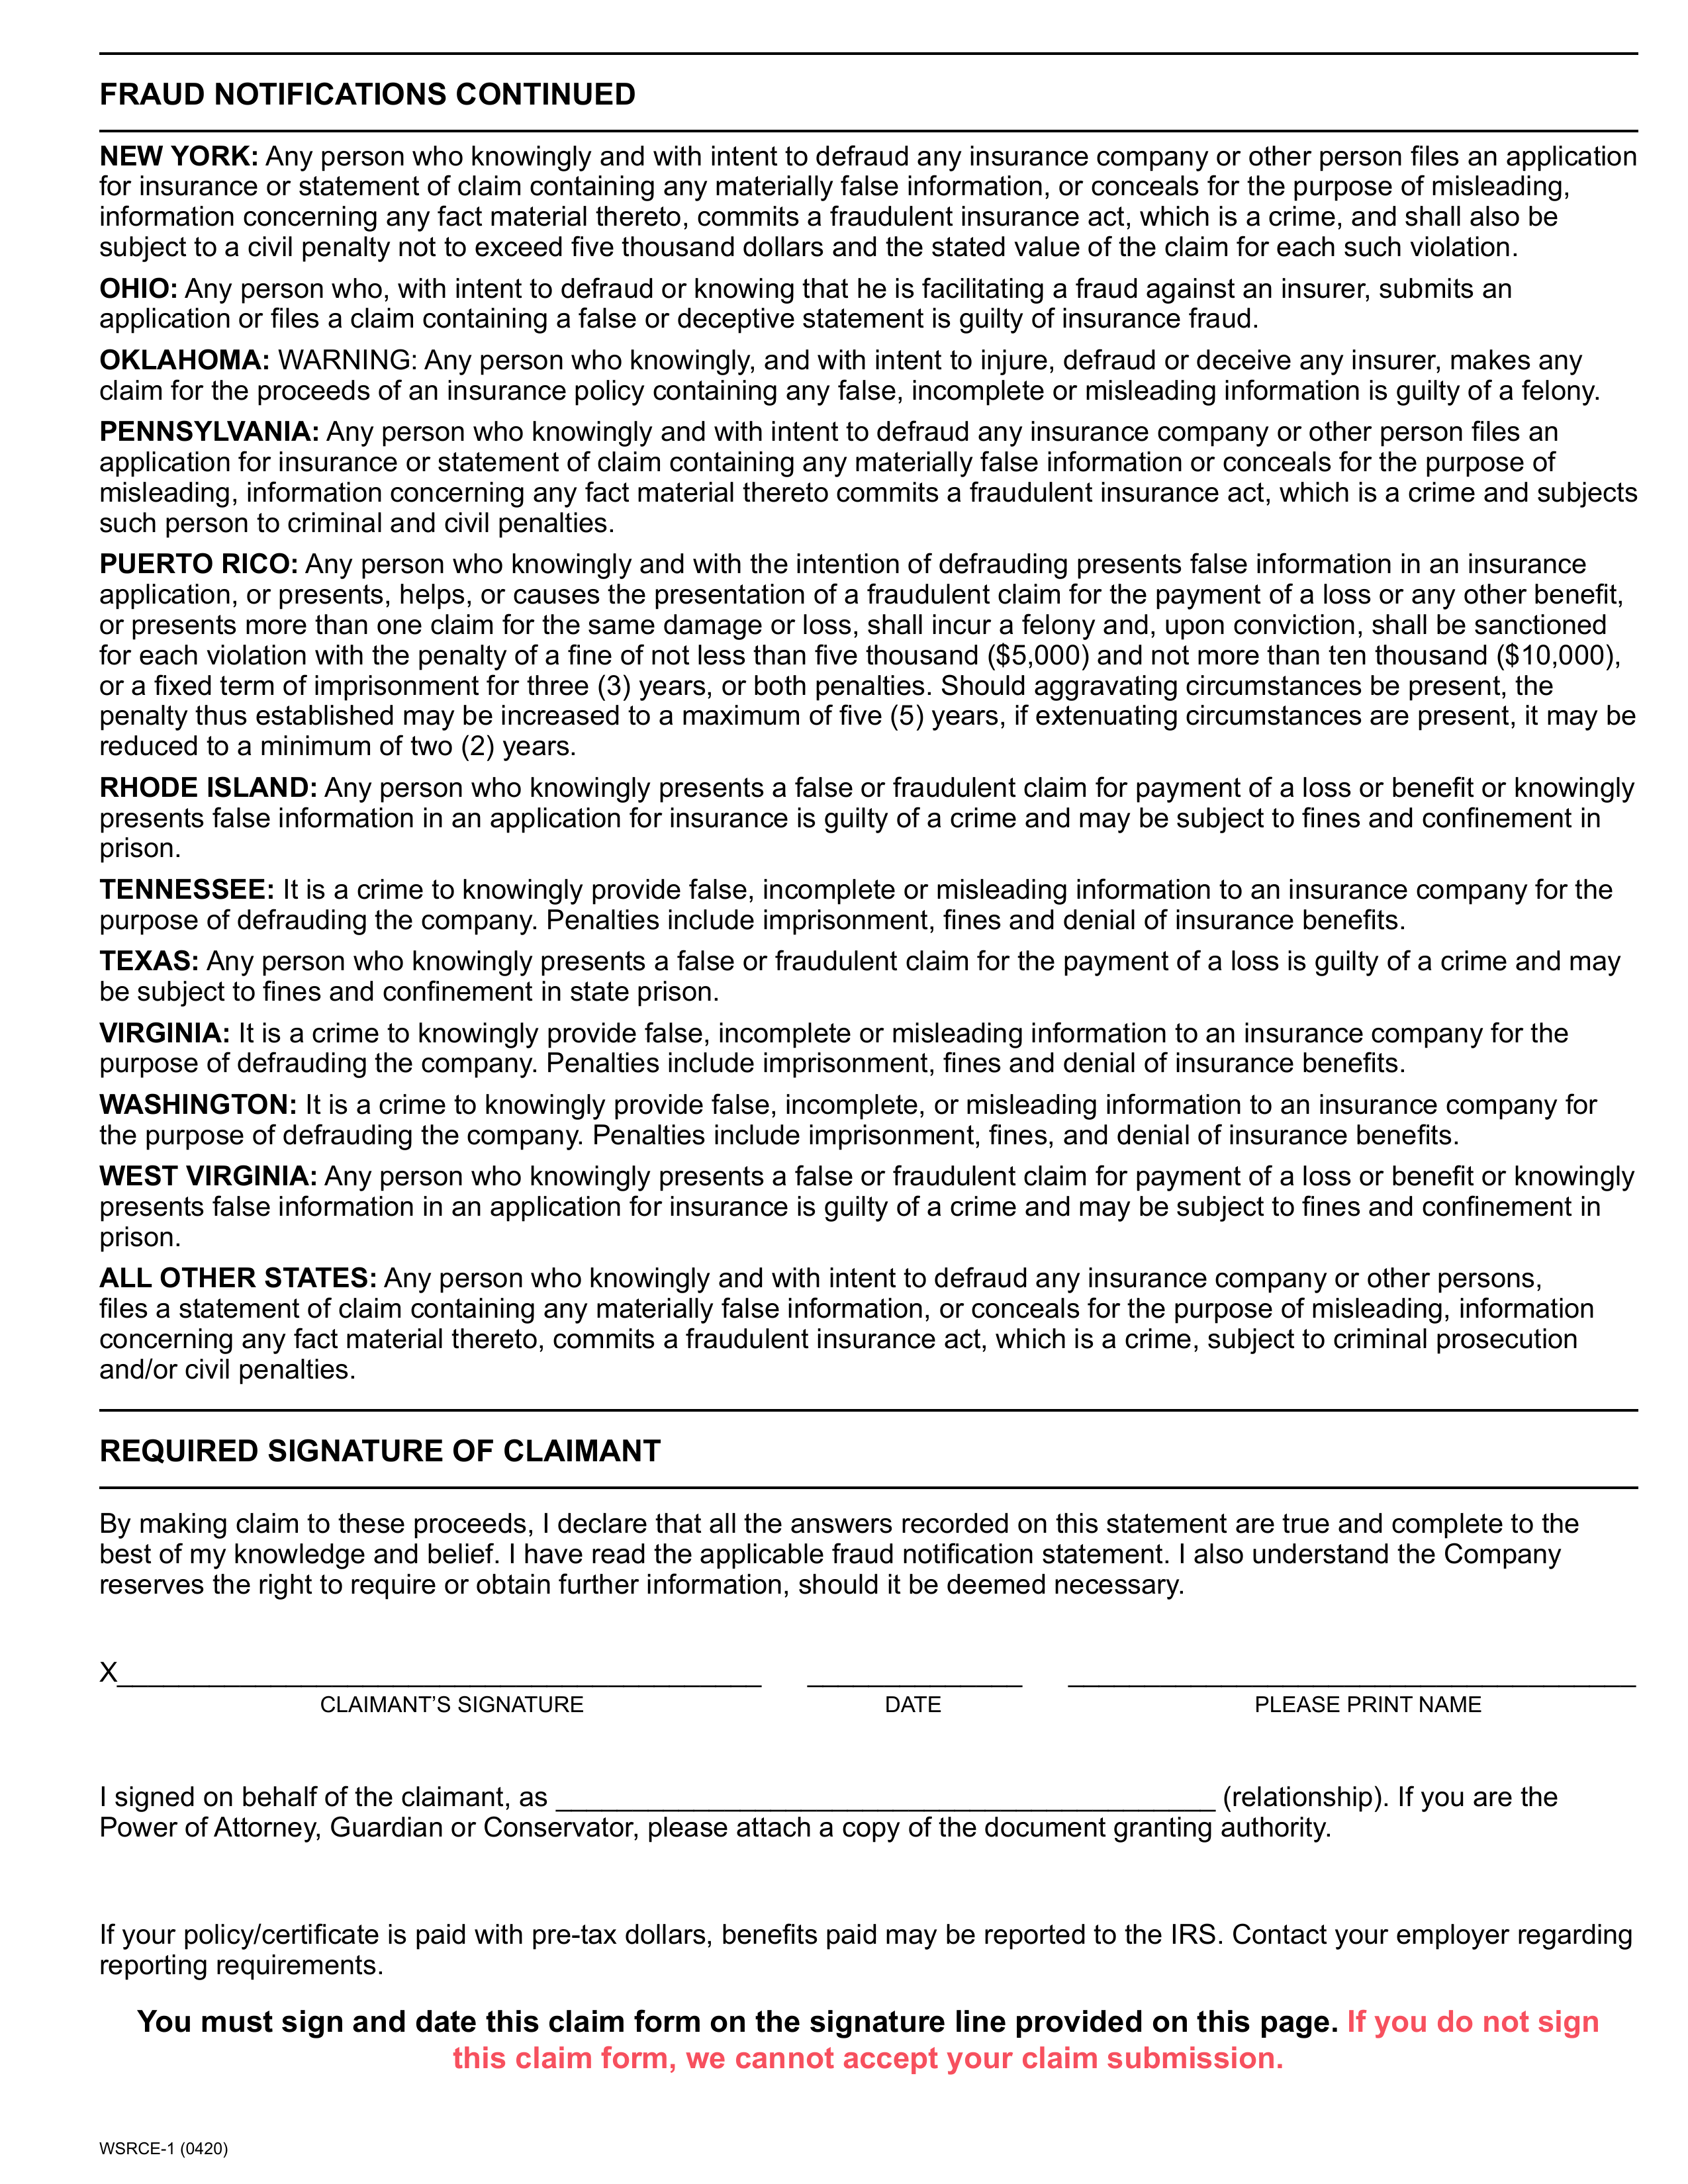 FRAUD NOTIFICATIONS CONTINUED
NEW YORK: Any person who knowingly and with intent to defraud any insurance company or other person files an application
for insurance or statement of claim containing any materially false information, or conceals for the purpose of misleading,
information concerning any fact material thereto, commits a fraudulent insurance act, which is a crime, and shall also be
subject to a civil penalty not to exceed five thousand dollars and the stated value of the claim for each such violation.
OHIO: Any person who, with intent to defraud or knowing that he is facilitating a fraud against an insurer, submits an
application or files a claim containing a false or deceptive statement is guilty of insurance fraud.
OKLAHOMA: WARNING: Any person who knowingly, and with intent to injure, defraud or deceive any insurer, makes any
claim for the proceeds of an insurance policy containing any false, incomplete or misleading information is guilty of a felony.
PENNSYLVANIA: Any person who knowingly and with intent to defraud any insurance company or other person files an
application for insurance or statement of claim containing any materially false information or conceals for the purpose of
misleading, information concerning any fact material thereto commits a fraudulent insurance act, which is a crime and subjects
such person to criminal and civil penalties.
PUERTO RICO: Any person who knowingly and with the intention of defrauding presents false information in an insurance
application, or presents, helps, or causes the presentation of a fraudulent claim for the payment of a loss or any other benefit,
or presents more than one claim for the same damage or loss, shall incur a felony and, upon conviction, shall be sanctioned
for each violation with the penalty of a fine of not less than five thousand ($5,000) and not more than ten thousand ($10,000),
or a fixed term of imprisonment for three (3) years, or both penalties. Should aggravating circumstances be present, the
penalty thus established may be increased to a maximum of five (5) years, if extenuating circumstances are present, it may be
reduced to a minimum of two (2) years.
RHODE ISLAND: Any person who knowingly presents a false or fraudulent claim for payment of a loss or benefit or knowingly
presents false information in an application for insurance is guilty of a crime and may be subject to fines and confinement in
prison.
TENNESSEE: It is a crime to knowingly provide false, incomplete or misleading information to an insurance company for the
purpose of defrauding the company. Penalties include imprisonment, fines and denial of insurance benefits.
TEXAS: Any person who knowingly presents a false or fraudulent claim for the payment of a loss is guilty of a crime and may
be subject to fines and confinement in state prison.
VIRGINIA: It is a crime to knowingly provide false, incomplete or misleading information to an insurance company for the
purpose of defrauding the company. Penalties include imprisonment, fines and denial of insurance benefits.
WASHINGTON: It is a crime to knowingly provide false, incomplete, or misleading information to an insurance company for
the purpose of defrauding the company. Penalties include imprisonment, fines, and denial of insurance benefits.
WEST VIRGINIA: Any person who knowingly presents a false or fraudulent claim for payment of a loss or benefit or knowingly
presents false information in an application for insurance is guilty of a crime and may be subject to fines and confinement in
prison.
ALL OTHER STATES: Any person who knowingly and with intent to defraud any insurance company or other persons,
files a statement of claim containing any materially false information, or conceals for the purpose of misleading, information
concerning any fact material thereto, commits a fraudulent insurance act, which is a crime, subject to criminal prosecution
and/or civil penalties.
REQUIRED SIGNATURE OF CLAIMANT
By making claim to these proceeds, I declare that all the answers recorded on this statement are true and complete to the
best of my knowledge and belief. I have read the applicable fraud notification statement. I also understand the Company
reserves the right to require or obtain further information, should it be deemed necessary.
X
CLAIMANT'S SIGNATURE DATE PLEASE PRINT NAME
I signed on behalf of the claimant, as ______ (relationship). If you are the
Power of Attorney, Guardian or Conservator, please attach a copy of the document granting authority.
If your policy/certificate is paid with pre-tax dollars, benefits paid may be reported to the IRS. Contact your employer regarding
reporting requirements.
You must sign and date this claim form on the signature line provided on this page. If you do not sign
this claim form, we cannot accept your claim submission.
WSRCE-1 (0420)